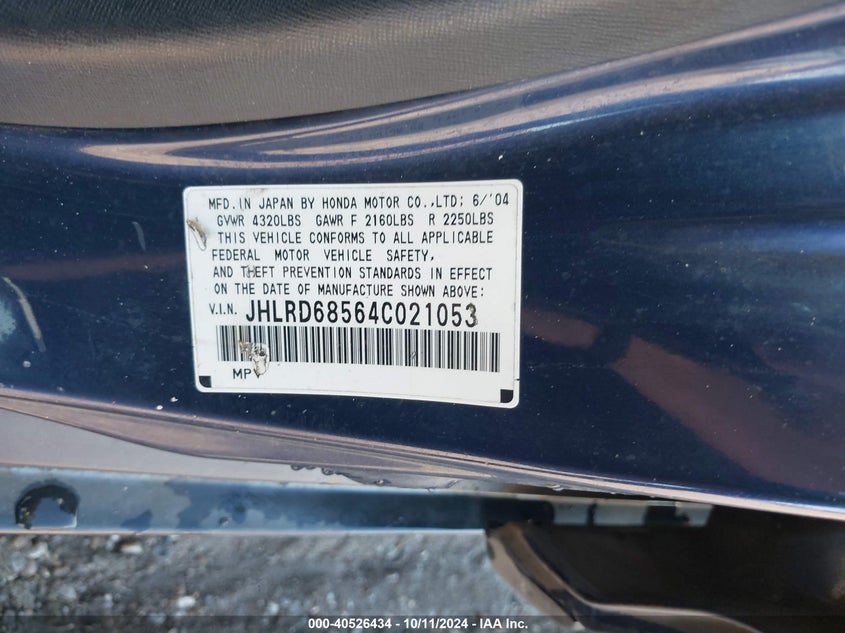 MFD.IN JAPAN BY HONDA MOTOR CO.,LTD; 6/'04
GVWR 4320LBS GAWR F 2160LBS R 2250LBS
THIS VEHICLE CONFORMS TO ALL APPLICABLE
FEDERAL MOTOR VEHICLE SAFETY,
AND THEFT PREVENTION STANDARDS IN EFFECT
ON THE DATE OF MANUFACTURE SHOWN ABOVE:
V.I.N. JHLRD68564C021053
MPV
000-40526434 - 10/11/2024 - IAA Inc.